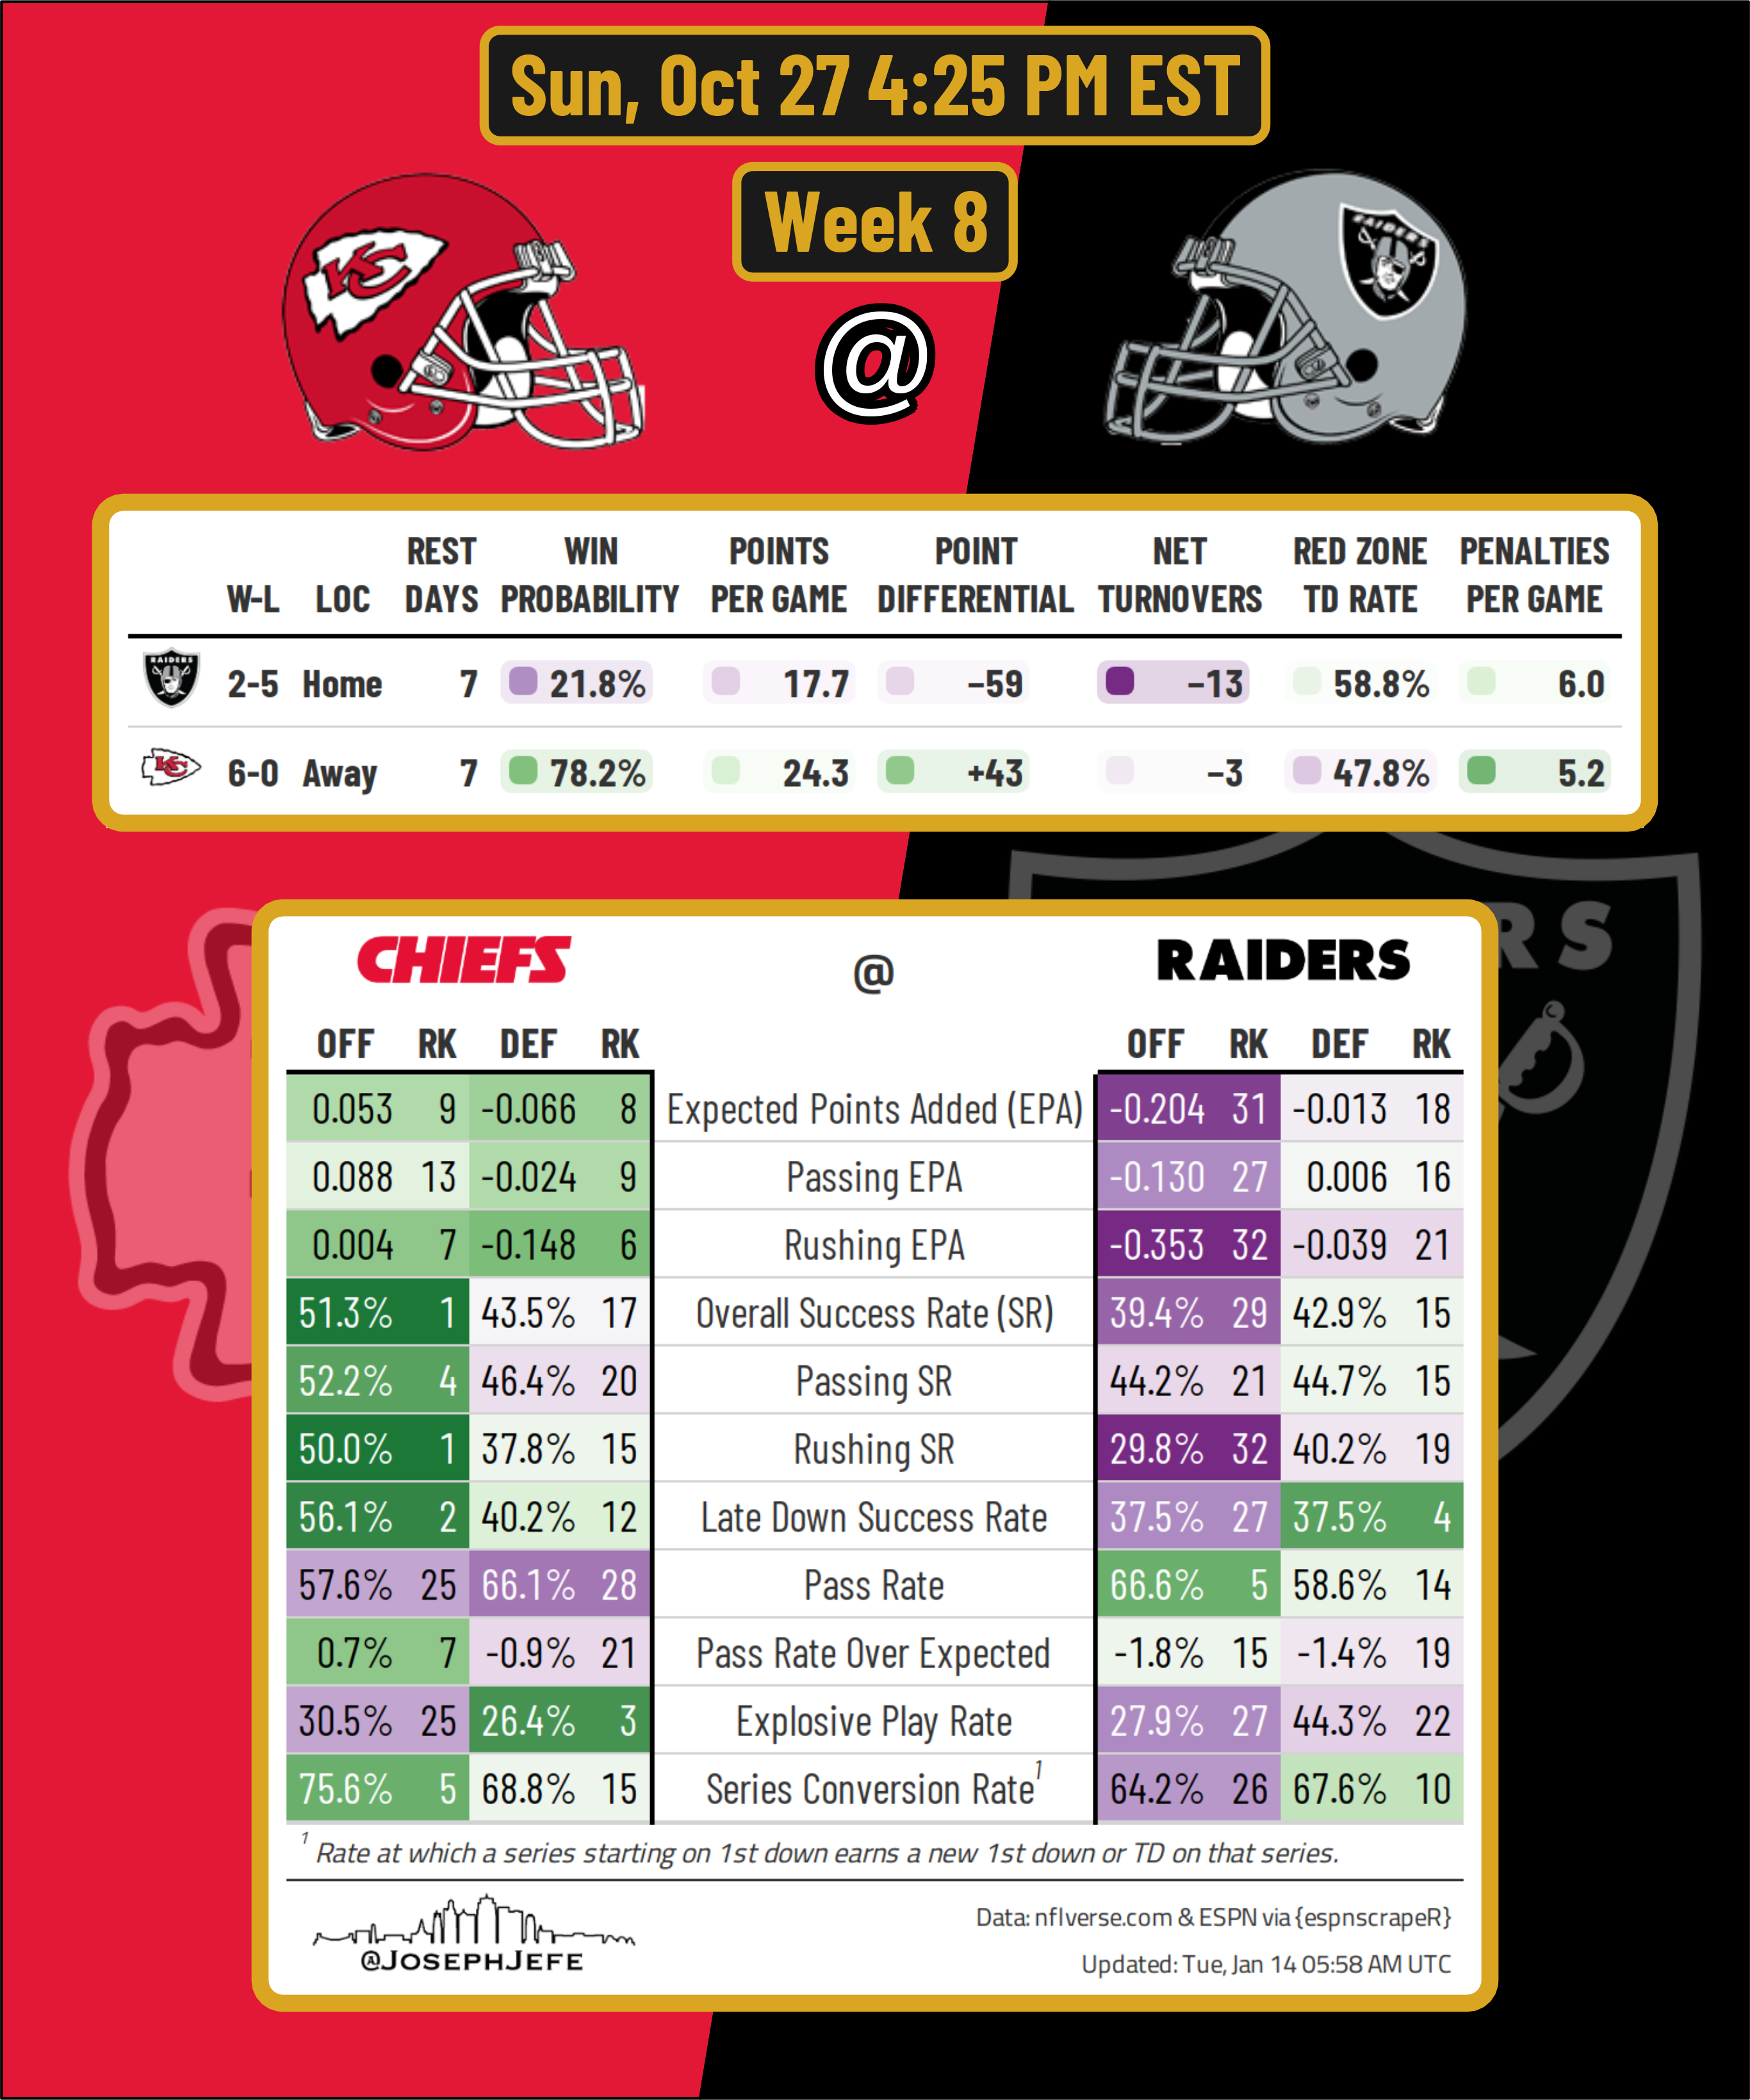 Sun, Oct 27 4:25 PM EST
Week 8
KC
@
RAIDERS
REST WIN POINTS POINT NET RED ZONE PENALTIES
W-L LOC DAYS PROBABILITY PER GAME DIFFERENTIAL TURNOVERS TD RATE PER GAME
RAIDERS 2-5 Home 7 21.8% 17.7 −59 −13 58.8% 6.0
KC 6-0 Away 7 78.2% 24.3 +43 −3 47.8% 5.2
RS
CHIEFS @ RAIDERS
OFF RK DEF RK OFF RK DEF RK
0.053 9 -0.066 8 Expected Points Added (EPA) -0.204 31 -0.013 18
0.088 13 -0.024 9 Passing EPA -0.130 27 0.006 16
0.004 7 -0.148 6 Rushing EPA -0.353 32 -0.039 21
51.3% 1 43.5% 17 Overall Success Rate (SR) 39.4% 29 42.9% 15
52.2% 4 46.4% 20 Passing SR 44.2% 21 44.7% 15
50.0% 1 37.8% 15 Rushing SR 29.8% 32 40.2% 19
56.1% 2 40.2% 12 Late Down Success Rate 37.5% 27 37.5% 4
57.6% 25 66.1% 28 Pass Rate 66.6% 5 58.6% 14
0.7% 7 -0.9% 21 Pass Rate Over Expected -1.8% 15 -1.4% 19
30.5% 25 26.4% 3 Explosive Play Rate 27.9% 27 44.3% 22
75.6% 5 68.8% 15 Series Conversion Rate¹ 64.2% 26 67.6% 10
¹ Rate at which a series starting on 1st down earns a new 1st down or TD on that series.
Data: nflverse.com & ESPN via {espnscrapeR}
@JOSEPHJEFE
Updated: Tue, Jan 14 05:58 AM UTC